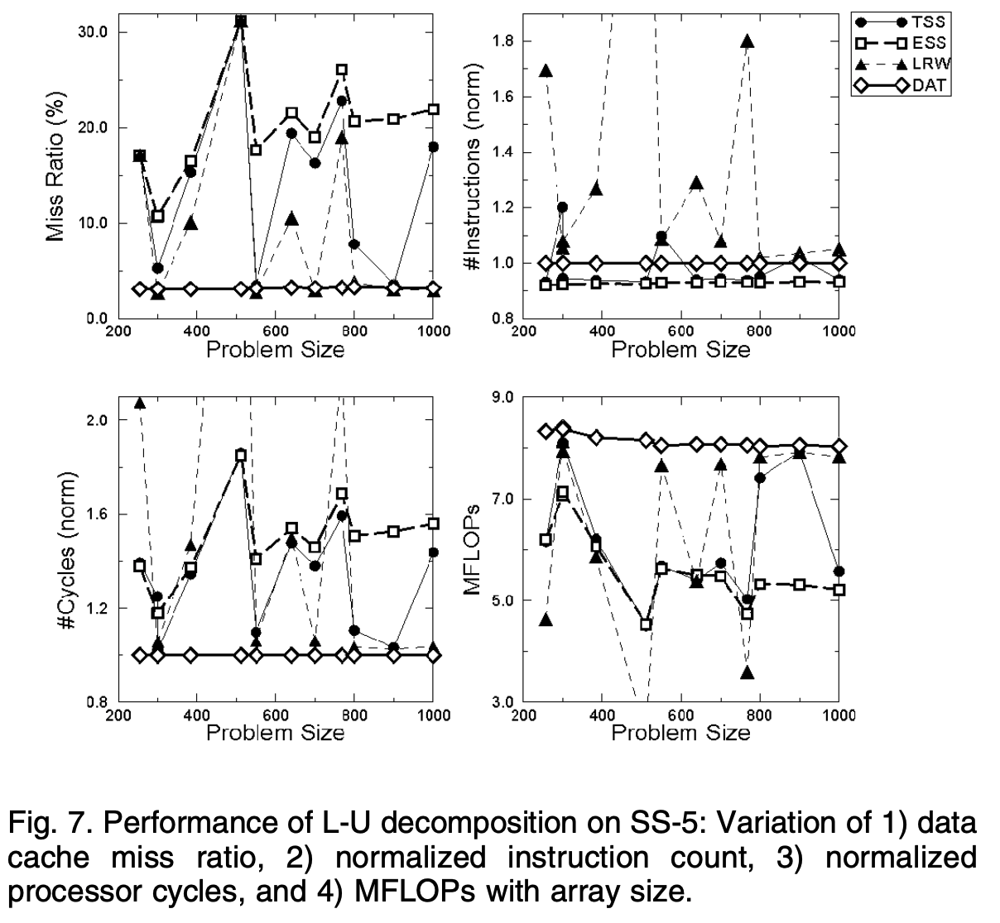 30.0
20.0
10.0
0.0
Miss Ratio (%)
200 400 600 800 1000
Problem Size
1.8
1.6
1.4
1.2
1.0
0.8
#Instructions (norm)
200 400 600 800 1000
Problem Size
TSS
ESS
LRW
DAT
2.0
1.6
1.2
0.8
#Cycles (norm)
200 400 600 800 1000
Problem Size
9.0
7.0
5.0
3.0
MFLOPs
200 400 600 800 1000
Problem Size
Fig. 7. Performance of L-U decomposition on SS-5: Variation of 1) data
cache miss ratio, 2) normalized instruction count, 3) normalized
processor cycles, and 4) MFLOPs with array size.